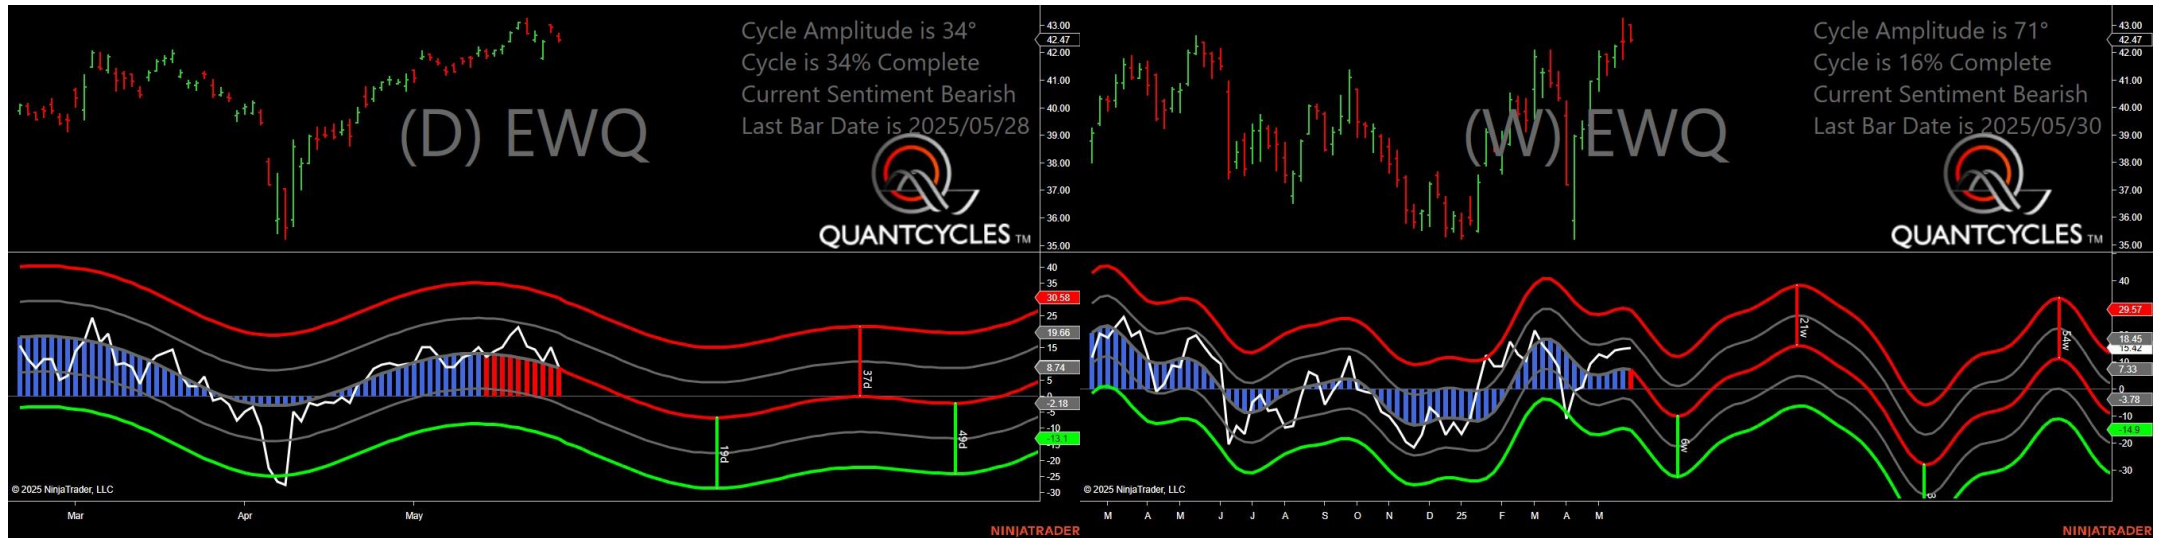 Cycle Amplitude is 34°
Cycle is 34% Complete
Current Sentiment Bearish
Last Bar Date is 2025/05/28
(D) EWQ
QUANTCYCLES TM
43.00
42.47
42.00
41.00
40.00
39.00
38.00
37.00
36.00
35.00
40
35
30.58
25
19.66
15
8.74
5
0
-2.18
-5
-10
-13.1
-15
-20
-25
-30
19d
37d
49d
© 2025 NinjaTrader, LLC
Mar Apr May
NINJATRADER
Cycle Amplitude is 71°
Cycle is 16% Complete
Current Sentiment Bearish
Last Bar Date is 2025/05/30
(W) EWQ
QUANTCYCLES TM
43.00
42.47
42.00
41.00
40.00
39.00
38.00
37.00
36.00
35.00
40
29.57
18.45
15.42
10
7.33
0
-3.78
-10
-14.9
-20
-30
6w
21w
54w
© 2025 NinjaTrader, LLC
M A M J J A S O N D 25 F M A M
NINJATRADER